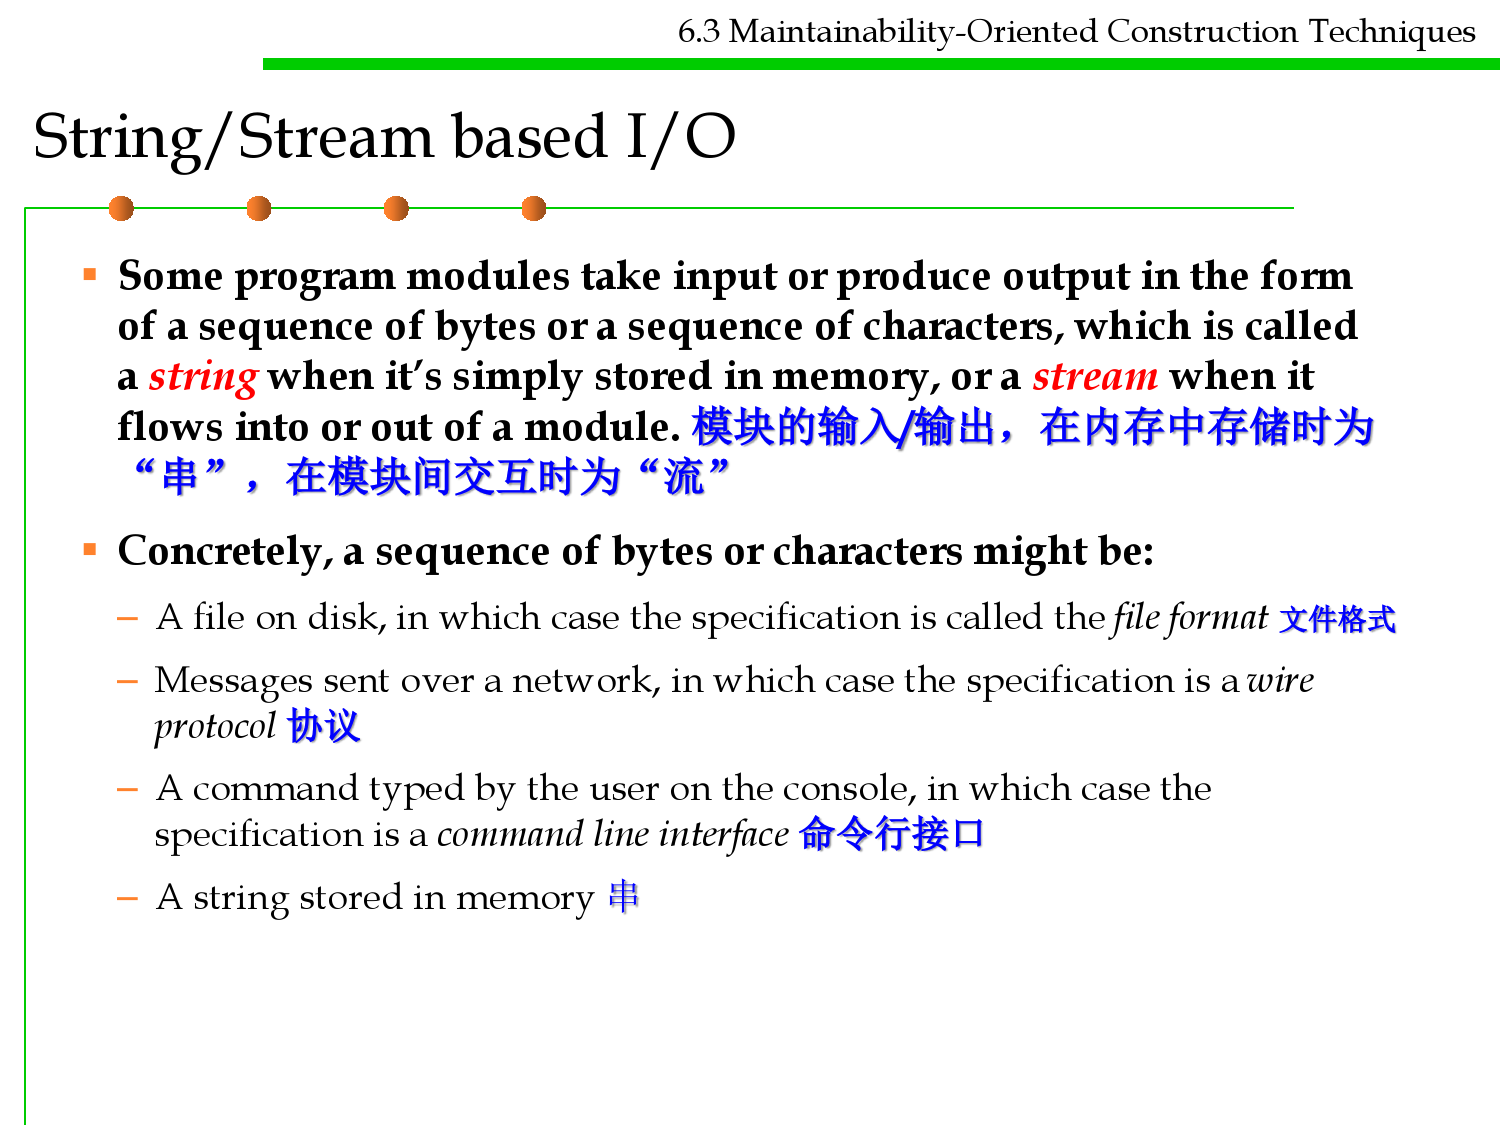 6.3 Maintainability-Oriented Construction Techniques
String/Stream based I/O
Some program modules take input or produce output in the form
of a sequence of bytes or a sequence of characters, which is called
a string when it’s simply stored in memory, or a stream when it
flows into or out of a module. 模块的输入/输出，在内存中存储时为
“串”，在模块间交互时为“流”
Concretely, a sequence of bytes or characters might be:
– A file on disk, in which case the specification is called the file format 文件格式
– Messages sent over a network, in which case the specification is a wire
protocol 协议
– A command typed by the user on the console, in which case the
specification is a command line interface 命令行接口
– A string stored in memory 串